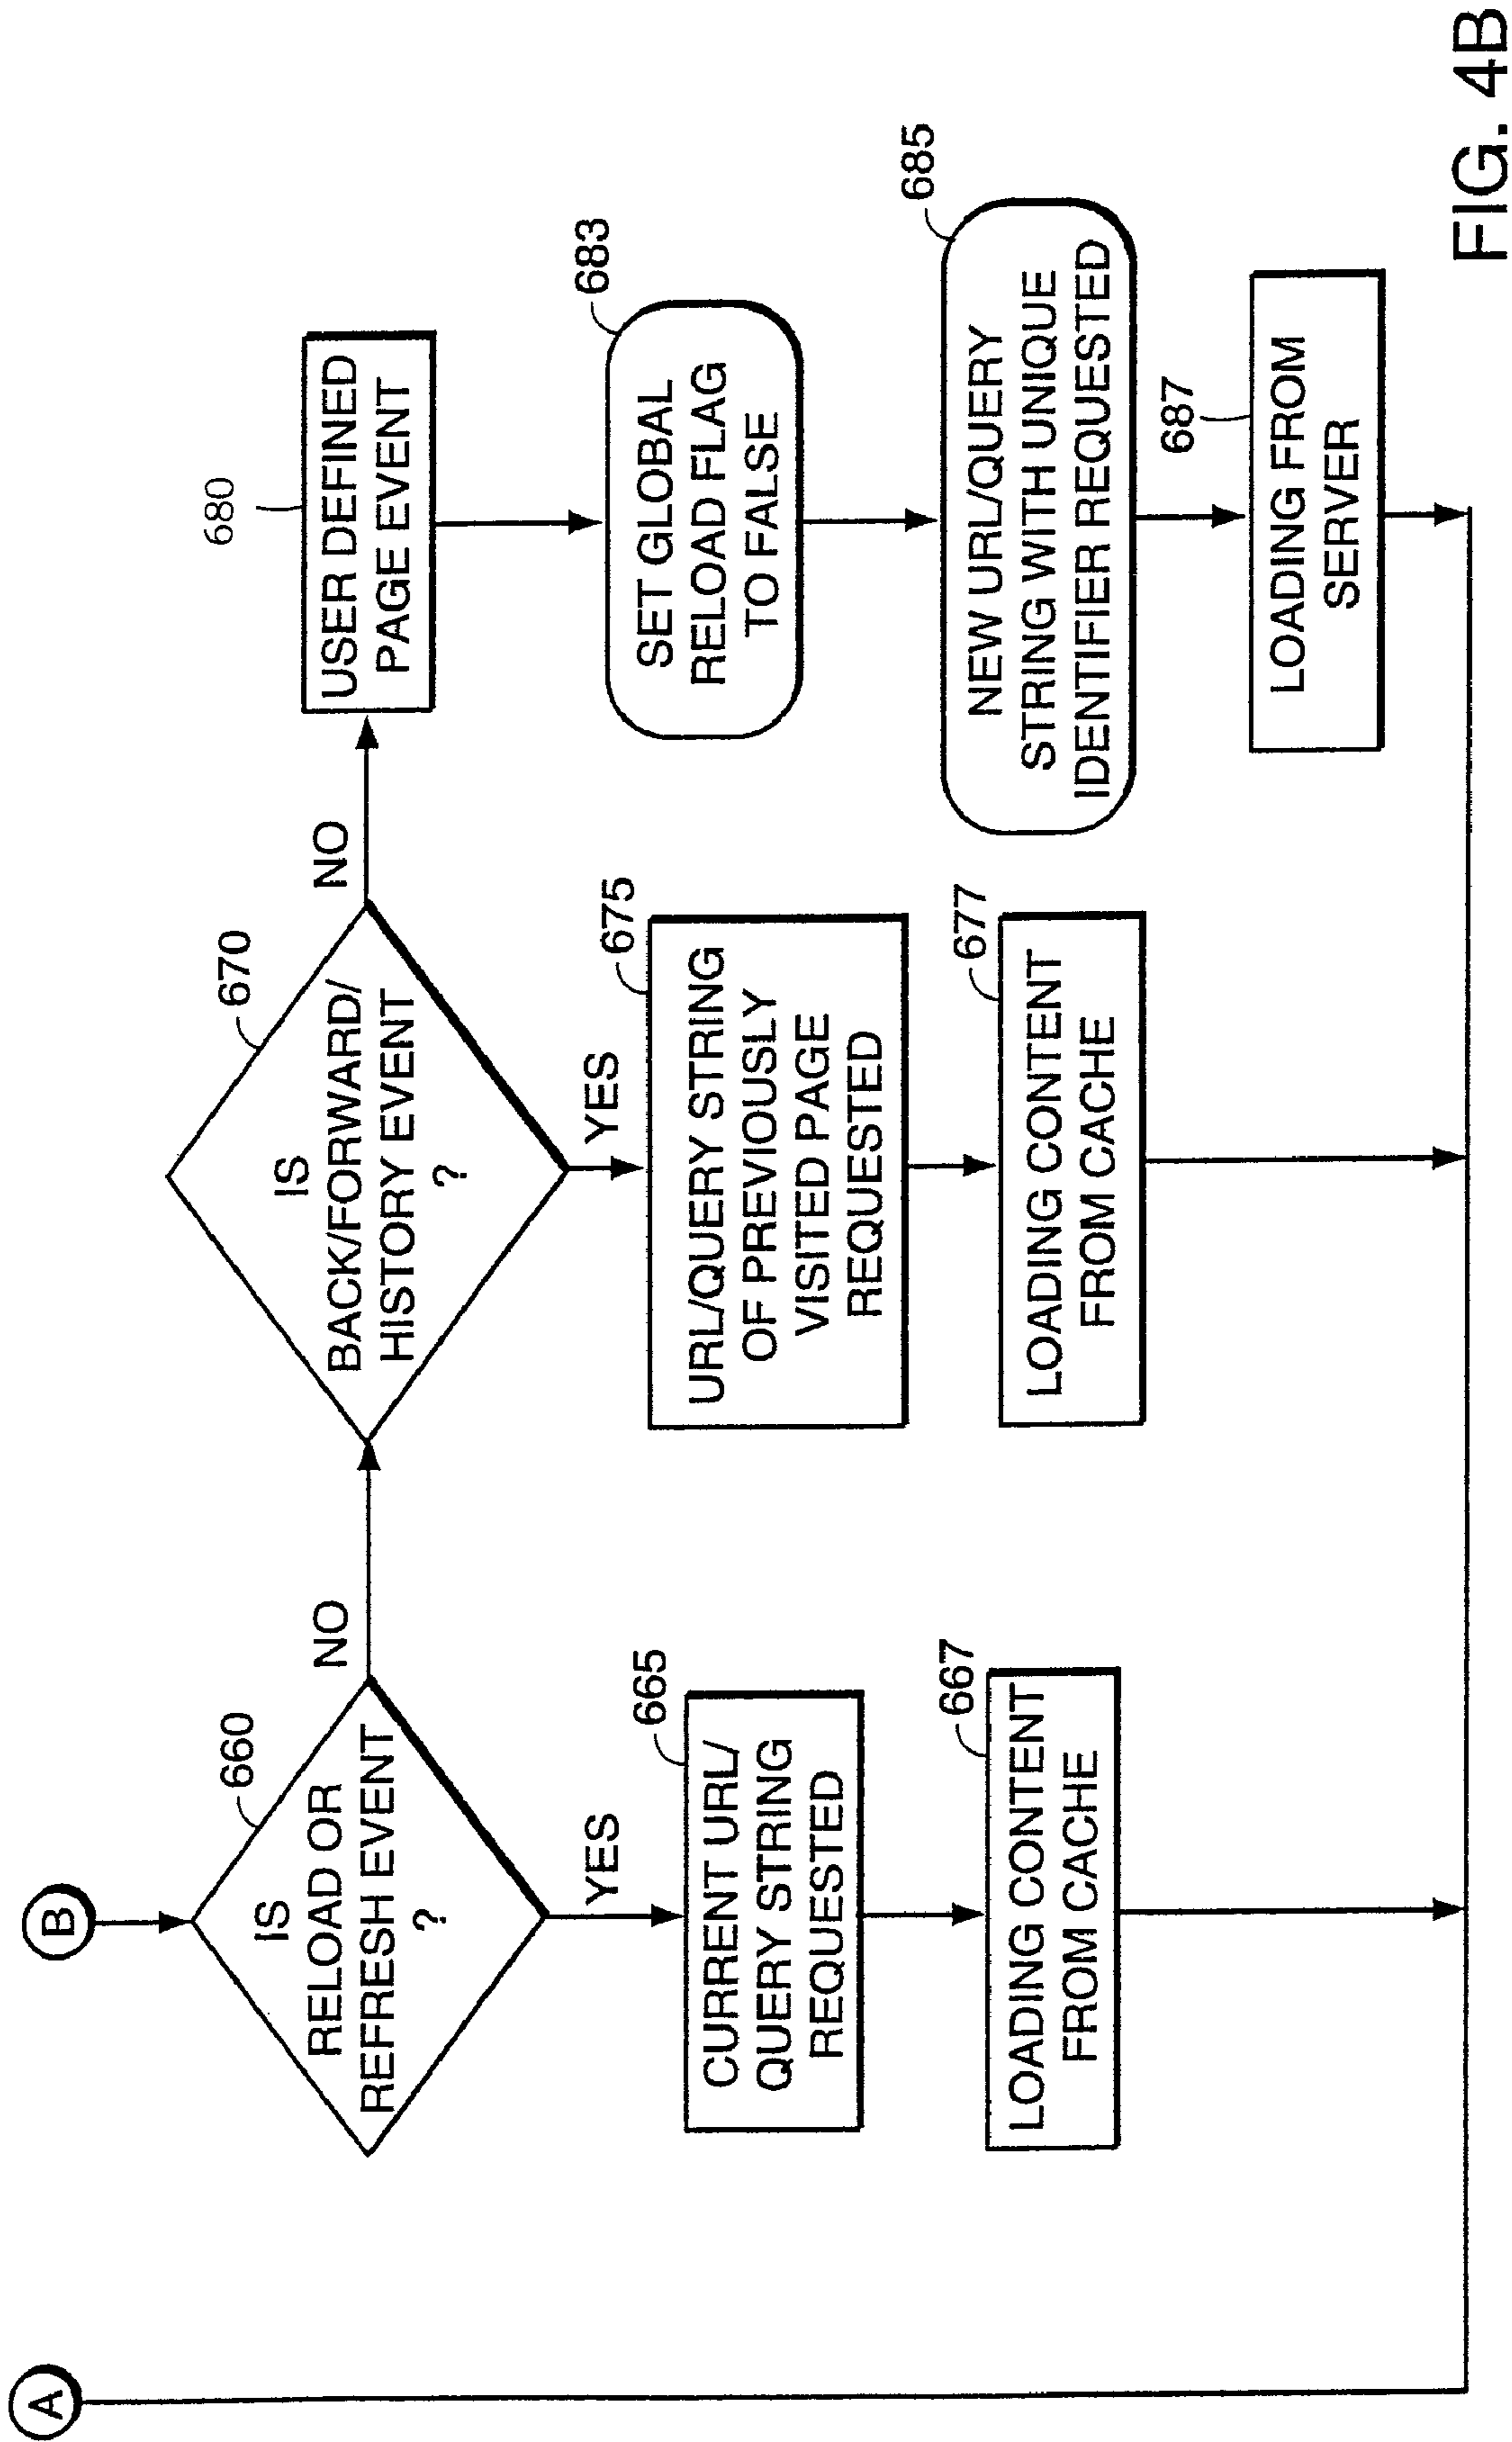 A
B
660
IS
RELOAD OR
REFRESH EVENT
?
YES
NO
665
CURRENT URL/
QUERY STRING
REQUESTED
667
LOADING CONTENT
FROM CACHE
670
IS
BACK/FORWARD/
HISTORY EVENT
?
YES
NO
675
URL/QUERY STRING
OF PREVIOUSLY
VISITED PAGE
REQUESTED
677
LOADING CONTENT
FROM CACHE
680
USER DEFINED
PAGE EVENT
683
SET GLOBAL
RELOAD FLAG
TO FALSE
685
NEW URL/QUERY
STRING WITH UNIQUE
IDENTIFIER REQUESTED
687
LOADING FROM
SERVER
FIG. 4B